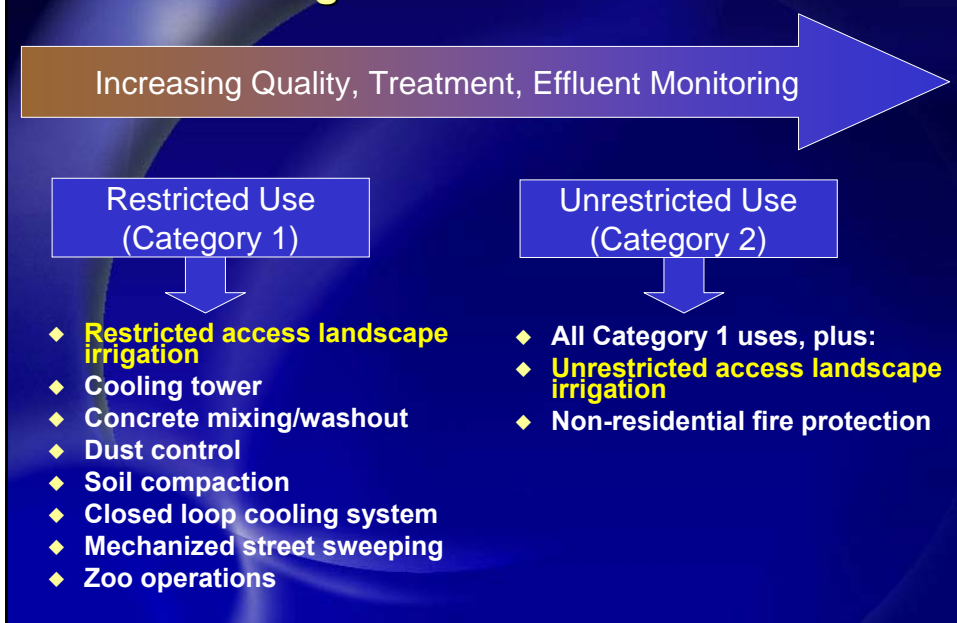 Increasing Quality, Treatment, Effluent Monitoring
Restricted Use
(Category 1)
Restricted access landscape
irrigation
Cooling tower
Concrete mixing/washout
Dust control
Soil compaction
Closed loop cooling system
Mechanized street sweeping
Zoo operations
Unrestricted Use
(Category 2)
All Category 1 uses, plus:
Unrestricted access landscape
irrigation
Non-residential fire protection